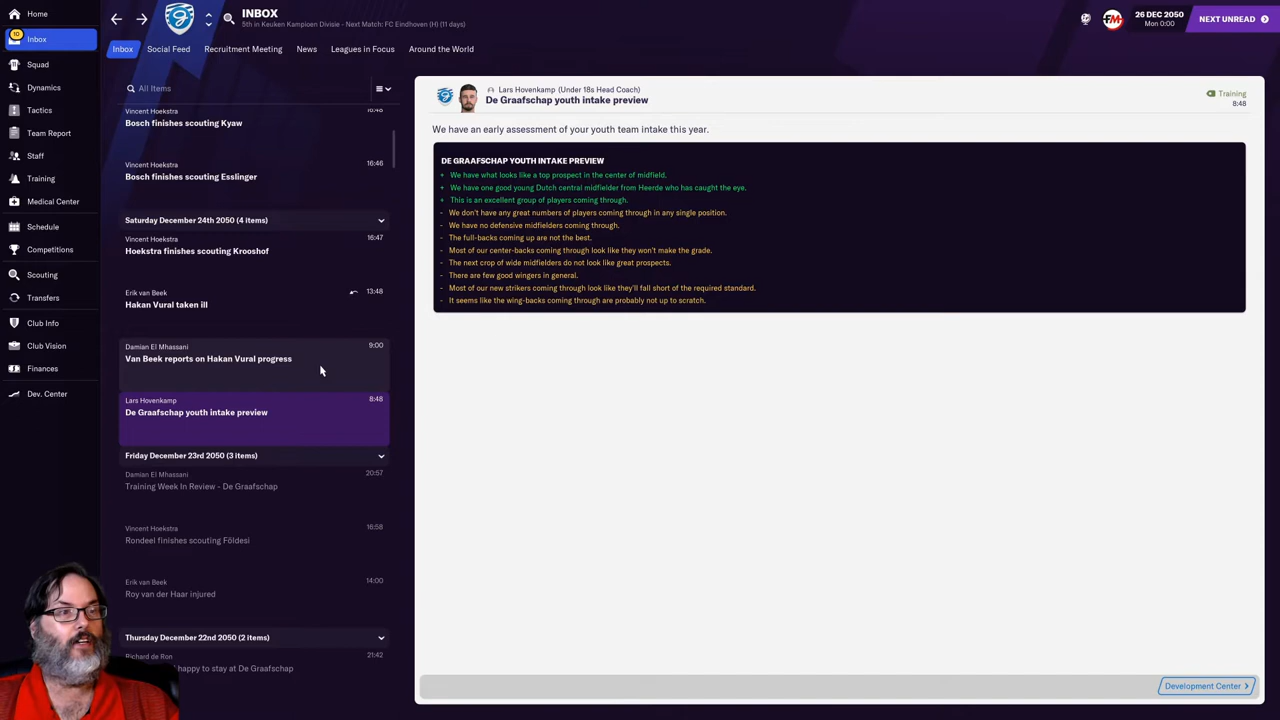 Home
10
Inbox
Squad
Dynamics
Tactics
Team Report
Staff
Training
Medical Center
Schedule
Competitions
Scouting
Transfers
Club Info
Club Vision
Finances
Dev. Center
INBOX
5th in Keuken Kampioen Divisie - Next Match: FC Eindhoven (H) (11 days)
FM
26 DEC 2050
Mon 0:00
NEXT UNREAD
Inbox
Social Feed
Recruitment Meeting
News
Leagues in Focus
Around the World
All Items
Vincent Hoekstra
16:48
Bosch finishes scouting Kyaw
Vincent Hoekstra
16:46
Bosch finishes scouting Esslinger
Saturday December 24th 2050 (4 items)
Vincent Hoekstra
16:47
Hoekstra finishes scouting Krooshof
Erik van Beek
13:48
Hakan Vural taken ill
Damian El Mhassani
9:00
Van Beek reports on Hakan Vural progress
Lars Hovenkamp
8:48
De Graafschap youth intake preview
Friday December 23rd 2050 (3 items)
Damian El Mhassani
20:57
Training Week In Review - De Graafschap
Vincent Hoekstra
16:58
Rondeel finishes scouting Földesi
Erik van Beek
14:00
Roy van der Haar injured
Thursday December 22nd 2050 (2 items)
Richard de Ron
21:42
happy to stay at De Graafschap
Lars Hovenkamp (Under 18s Head Coach)
De Graafschap youth intake preview
Training
8:48
We have an early assessment of your youth team intake this year.
DE GRAAFSCHAP YOUTH INTAKE PREVIEW
+ We have what looks like a top prospect in the center of midfield.
+ We have one good young Dutch central midfielder from Heerde who has caught the eye.
+ This is an excellent group of players coming through.
- We don't have any great numbers of players coming through in any single position.
- We have no defensive midfielders coming through.
- The full-backs coming up are not the best.
- Most of our center-backs coming through look like they won't make the grade.
- The next crop of wide midfielders do not look like great prospects.
- There are few good wingers in general.
- Most of our new strikers coming through look like they'll fall short of the required standard.
- It seems like the wing-backs coming through are probably not up to scratch.
Development Center